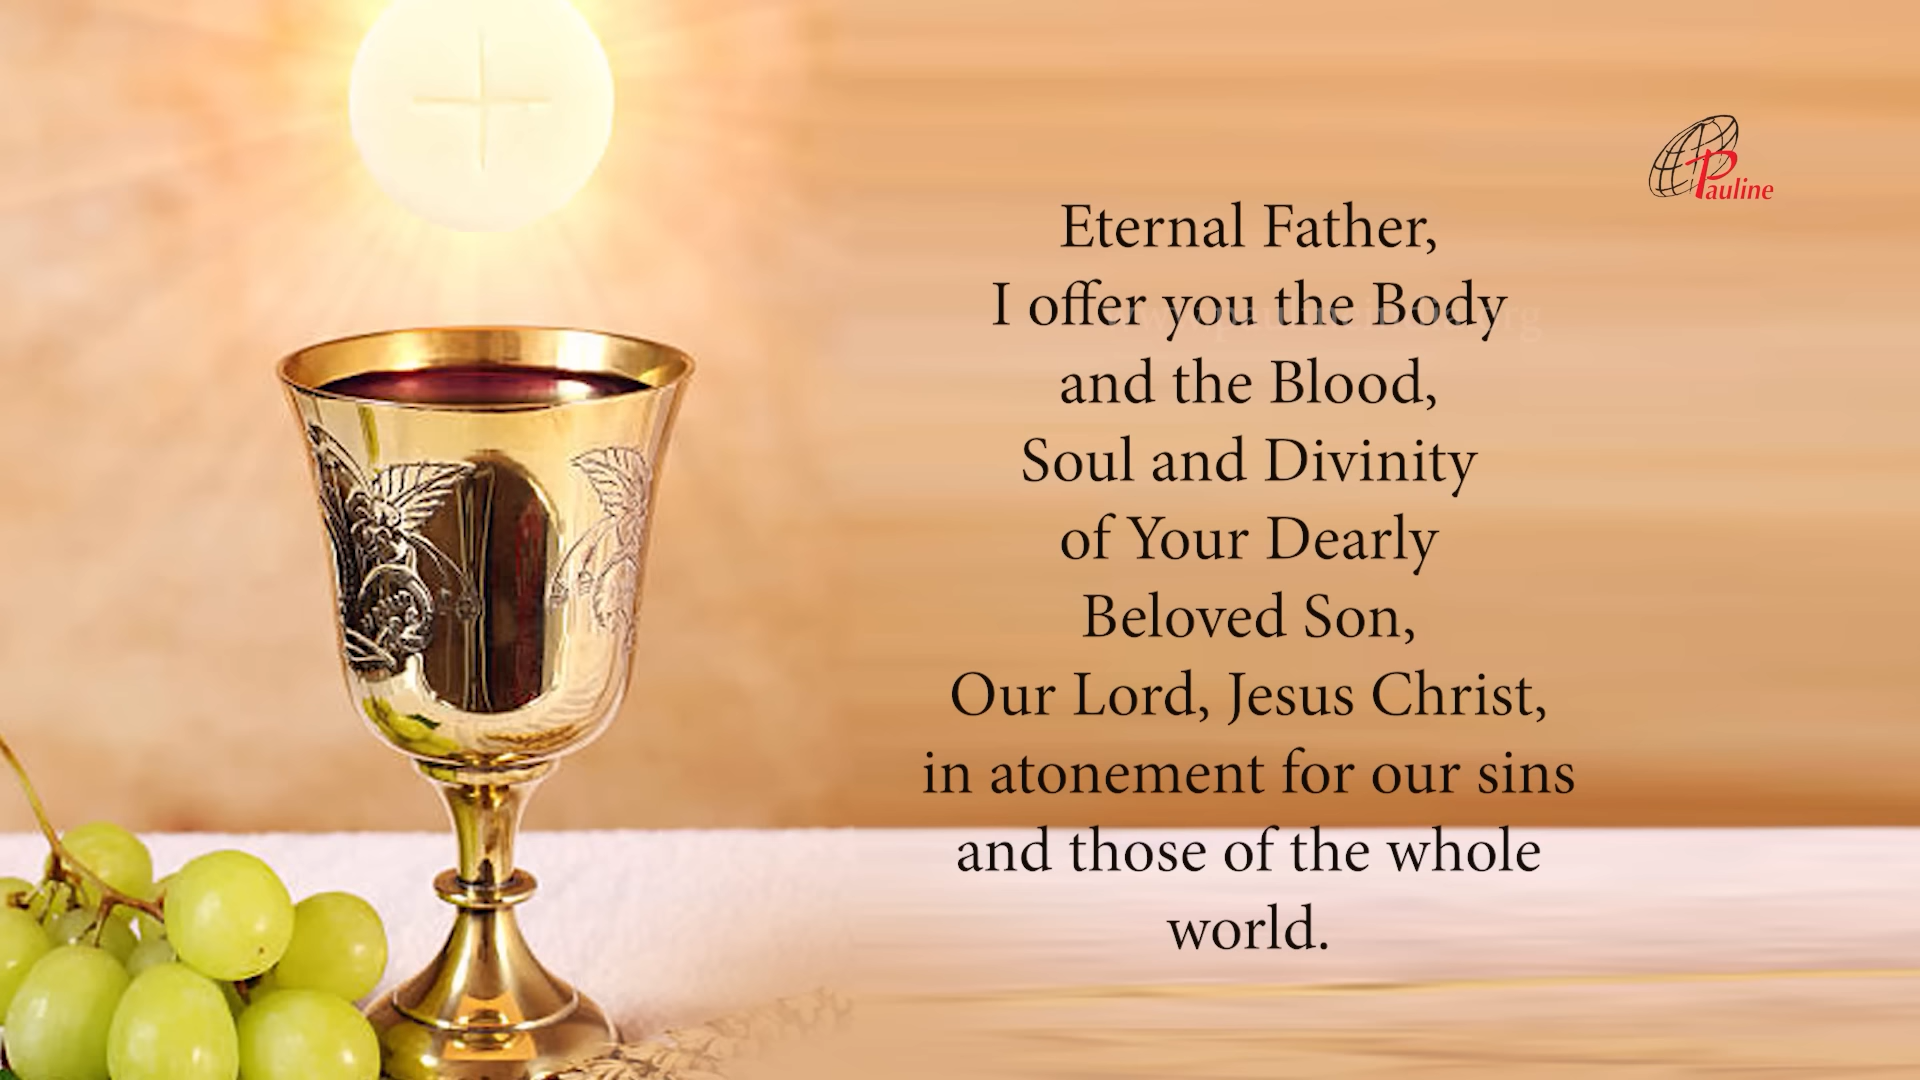 Pauline
Eternal Father,
I offer you the Body
and the Blood,
Soul and Divinity
of Your Dearly
Beloved Son,
Our Lord, Jesus Christ,
in atonement for our sins
and those of the whole
world.